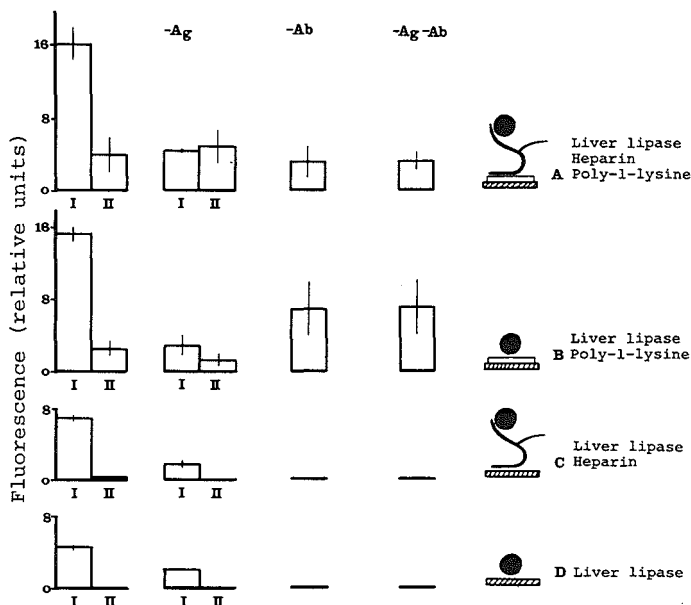 -Ag
-Ab
-Ag-Ab
Fluorescence (relative units)
16
8
0
I
II
I
II
Liver lipase
Heparin
A Poly-l-lysine
16
8
0
I
II
I
II
Liver lipase
B Poly-l-lysine
8
0
I
II
I
II
Liver lipase
C Heparin
8
0
I
II
I
II
D Liver lipase